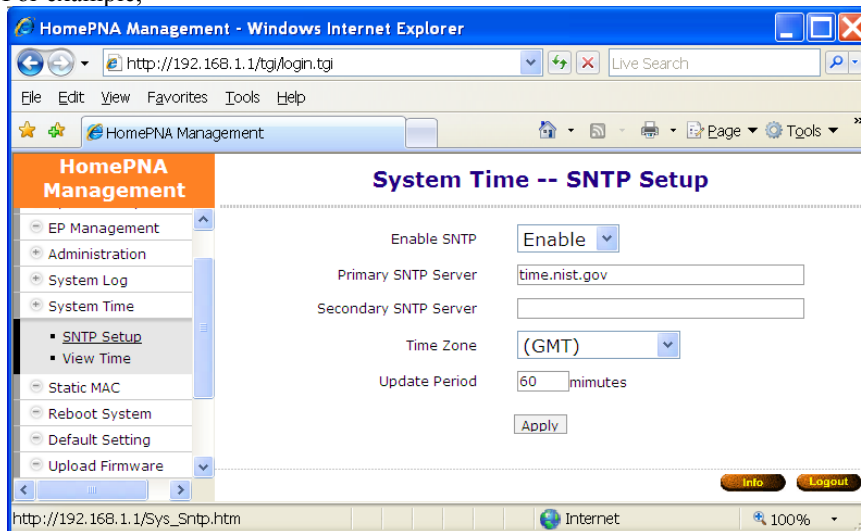 For example,
HomePNA Management - Windows Internet Explorer
http://192.168.1.1/tgi/login.tgi
Live Search
File Edit View Favorites Tools Help
HomePNA Management
Page Tools »
HomePNA
Management
System Time -- SNTP Setup
EP Management
Administration
System Log
System Time
SNTP Setup
View Time
Static MAC
Reboot System
Default Setting
Upload Firmware
Enable SNTP Enable
Primary SNTP Server time.nist.gov
Secondary SNTP Server
Time Zone (GMT)
Update Period 60 mimutes
Apply
Info Logout
http://192.168.1.1/Sys_Sntp.htm Internet 100%